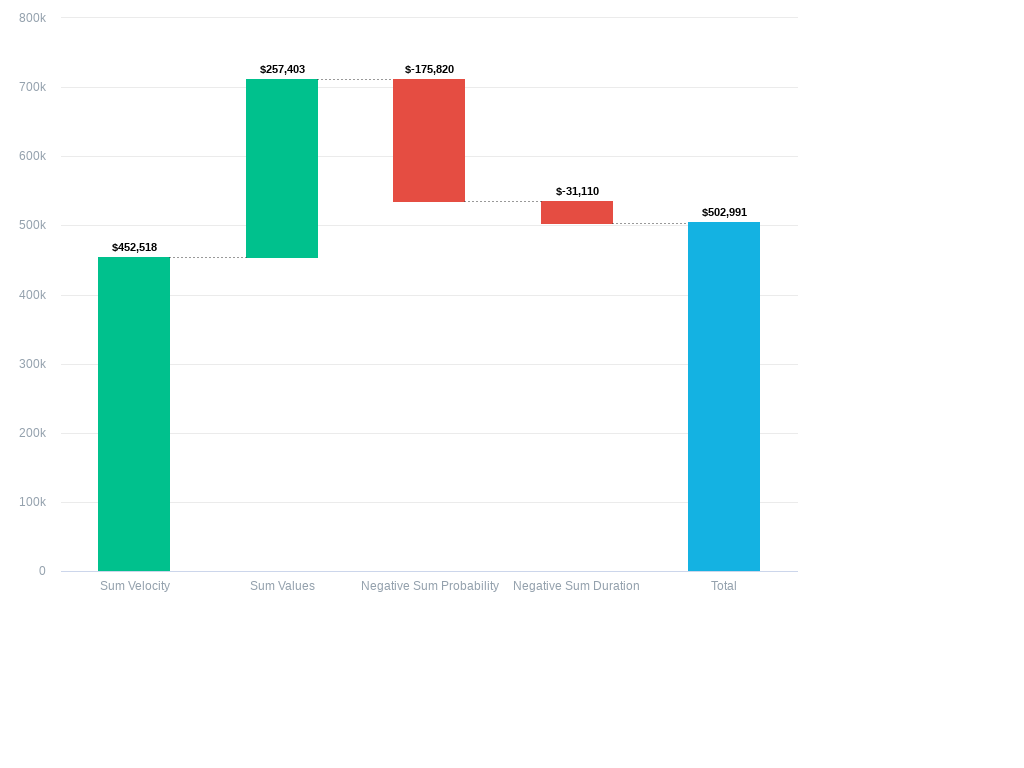 800k
700k
600k
500k
400k
300k
200k
100k
0
$452,518
$257,403
$-175,820
$-31,110
$502,991
Sum Velocity
Sum Values
Negative Sum Probability
Negative Sum Duration
Total